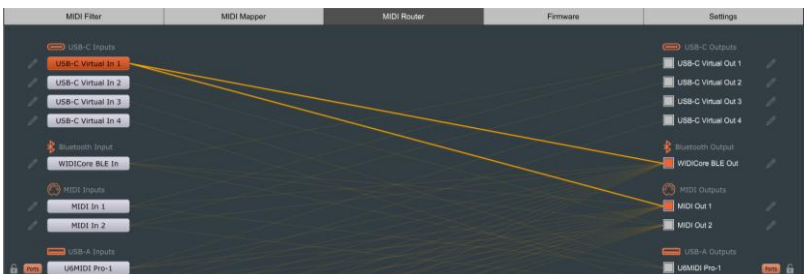 MIDI Filter MIDI Mapper MIDI Router Firmware Settings
USB-C Inputs USB-C Outputs
USB-C Virtual In 1 USB-C Virtual Out 1
USB-C Virtual In 2 USB-C Virtual Out 2
USB-C Virtual In 3 USB-C Virtual Out 3
USB-C Virtual In 4 USB-C Virtual Out 4
Bluetooth Input Bluetooth Output
WIDICore BLE In WIDICore BLE Out
MIDI Inputs MIDI Outputs
MIDI In 1 MIDI Out 1
MIDI In 2 MIDI Out 2
USB-A Inputs USB-A Outputs
Ports U6MIDI Pro-1 U6MIDI Pro-1 Ports